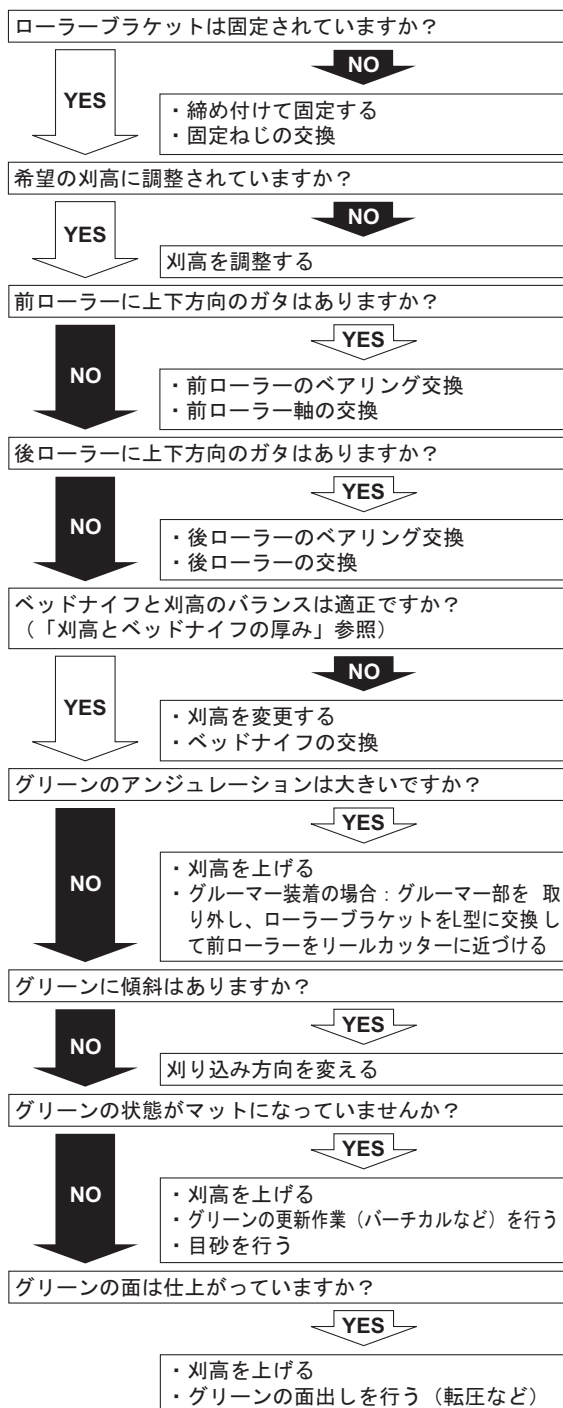 ローラーブラケットは固定されていますか？
NO
YES
・締め付けて固定する
・固定ねじの交換
希望の刈高に調整されていますか？
NO
YES
刈高を調整する
前ローラーに上下方向のガタはありますか？
YES
NO
・前ローラーのベアリング交換
・前ローラー軸の交換
後ローラーに上下方向のガタはありますか？
YES
NO
・後ローラーのベアリング交換
・後ローラーの交換
ベッドナイフと刈高のバランスは適正ですか？
（「刈高とベッドナイフの厚み」参照）
NO
YES
・刈高を変更する
・ベッドナイフの交換
グリーンのアンジュレーションは大きいですか？
YES
NO
・刈高を上げる
・グルーマー装着の場合：グルーマー部を 取
り外し、ローラーブラケットをL型に交換 し
て前ローラーをリールカッターに近づける
グリーンに傾斜はありますか？
YES
NO
刈り込み方向を変える
グリーンの状態がマットになっていませんか？
YES
NO
・刈高を上げる
・グリーンの更新作業（バーチカルなど）を行う
・目砂を行う
グリーンの面は仕上がっていますか？
YES
・刈高を上げる
・グリーンの面出しを行う（転圧など）